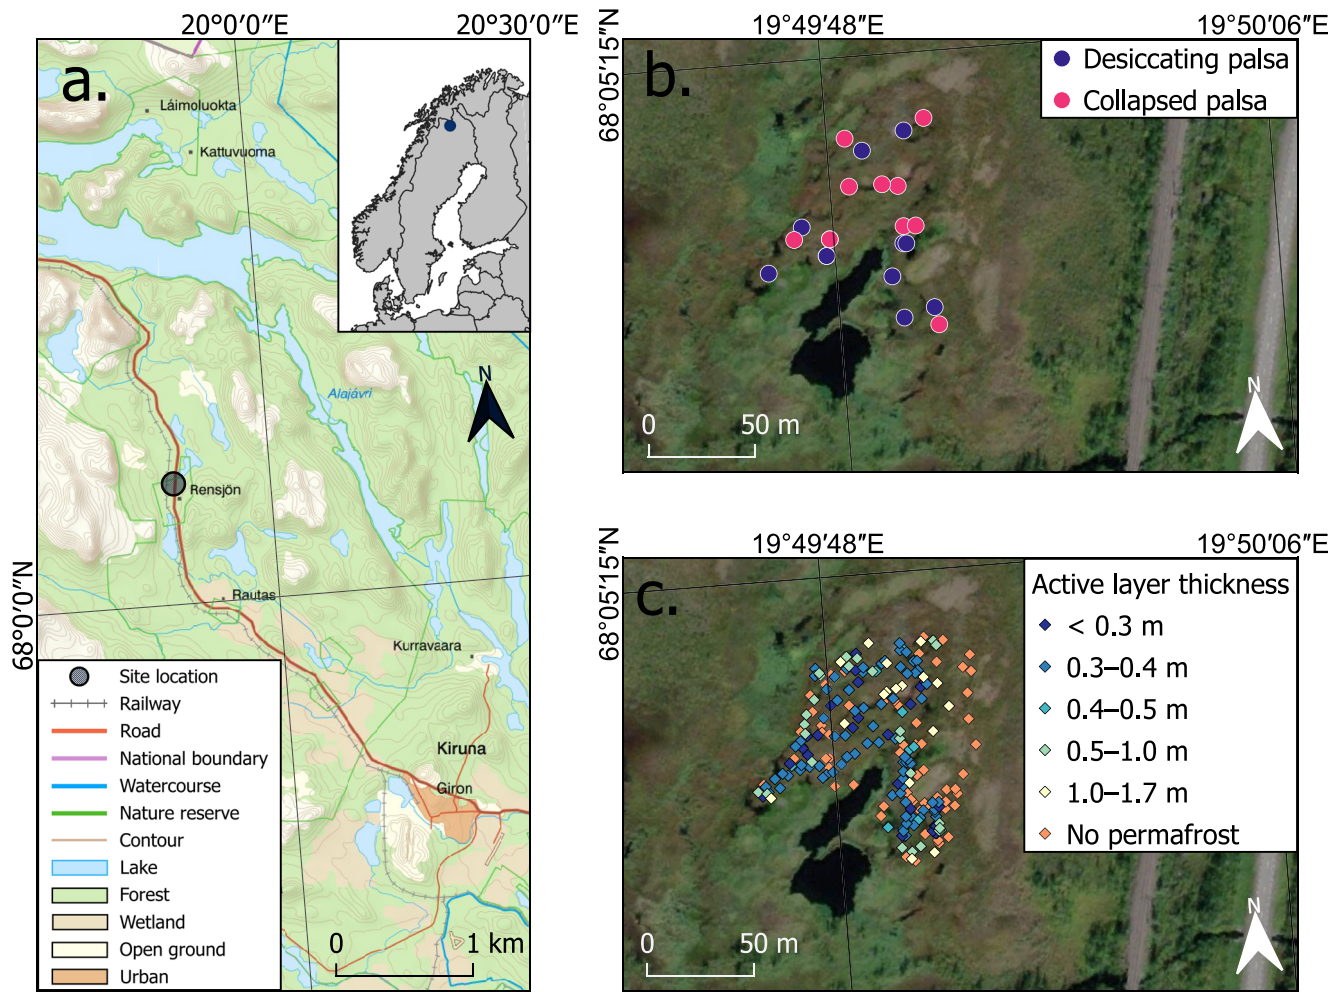 20°0′0″E
20°30′0″E
a.
Láimoluokta
Kattuvuoma
Alajávri
N
Rensjön
68°0′0″N
Rautas
Kurravaara
Kiruna
Giron
Site location
Railway
Road
National boundary
Watercourse
Nature reserve
Contour
Lake
Forest
Wetland
Open ground
Urban
0
1 km
19°49′48″E
19°50′06″E
68°05′15″N
b.
Desiccating palsa
Collapsed palsa
0
50 m
N
19°49′48″E
19°50′06″E
68°05′15″N
c.
Active layer thickness
< 0.3 m
0.3–0.4 m
0.4–0.5 m
0.5–1.0 m
1.0–1.7 m
No permafrost
0
50 m
N